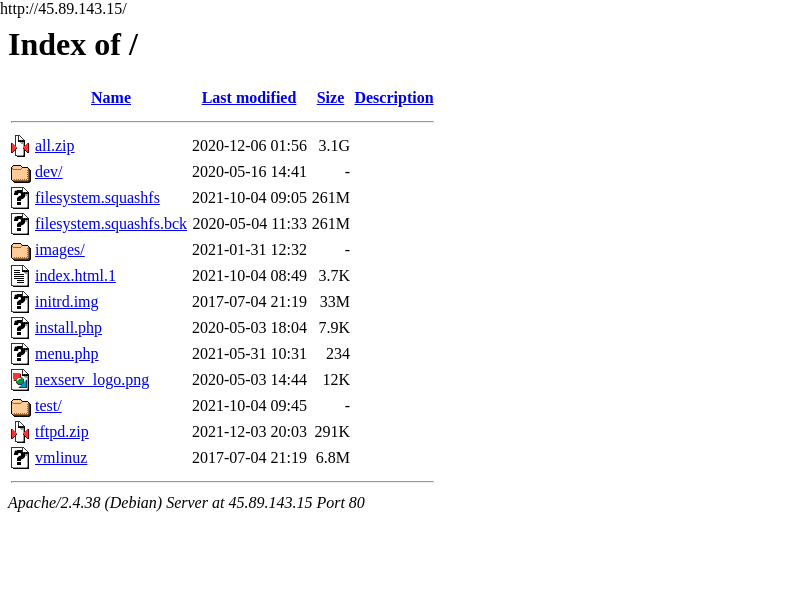 http://45.89.143.15/
Index of /
Name Last modified Size Description
all.zip 2020-12-06 01:56 3.1G
dev/ 2020-05-16 14:41 -
filesystem.squashfs 2021-10-04 09:05 261M
filesystem.squashfs.bck 2020-05-04 11:33 261M
images/ 2021-01-31 12:32 -
index.html.1 2021-10-04 08:49 3.7K
initrd.img 2017-07-04 21:19 33M
install.php 2020-05-03 18:04 7.9K
menu.php 2021-05-31 10:31 234
nexserv_logo.png 2020-05-03 14:44 12K
test/ 2021-10-04 09:45 -
tftpd.zip 2021-12-03 20:03 291K
vmlinuz 2017-07-04 21:19 6.8M
Apache/2.4.38 (Debian) Server at 45.89.143.15 Port 80